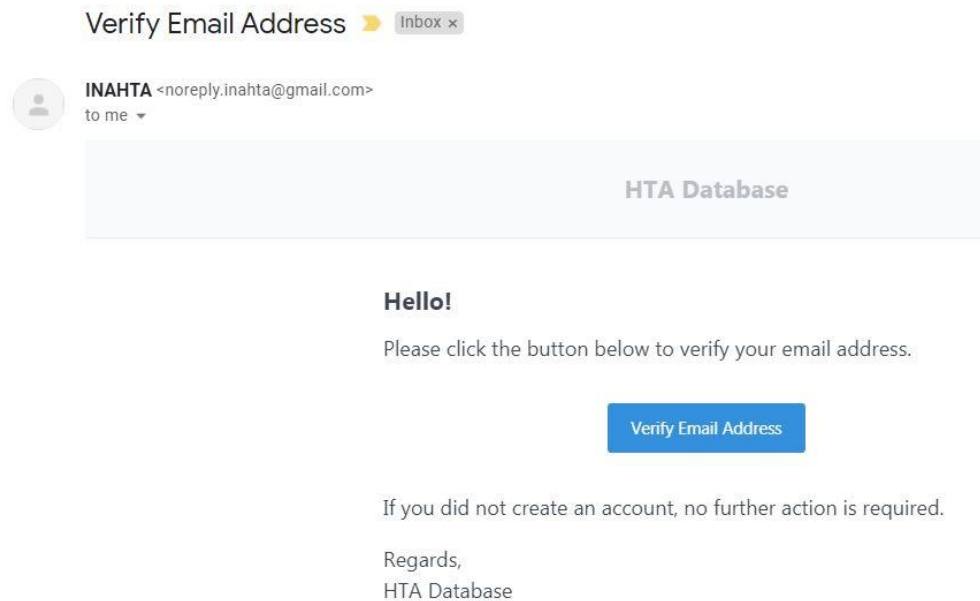 Verify Email Address Inbox ×
INAHTA <noreply.inahta@gmail.com>
to me
HTA Database
Hello!
Please click the button below to verify your email address.
Verify Email Address
If you did not create an account, no further action is required.
Regards,
HTA Database